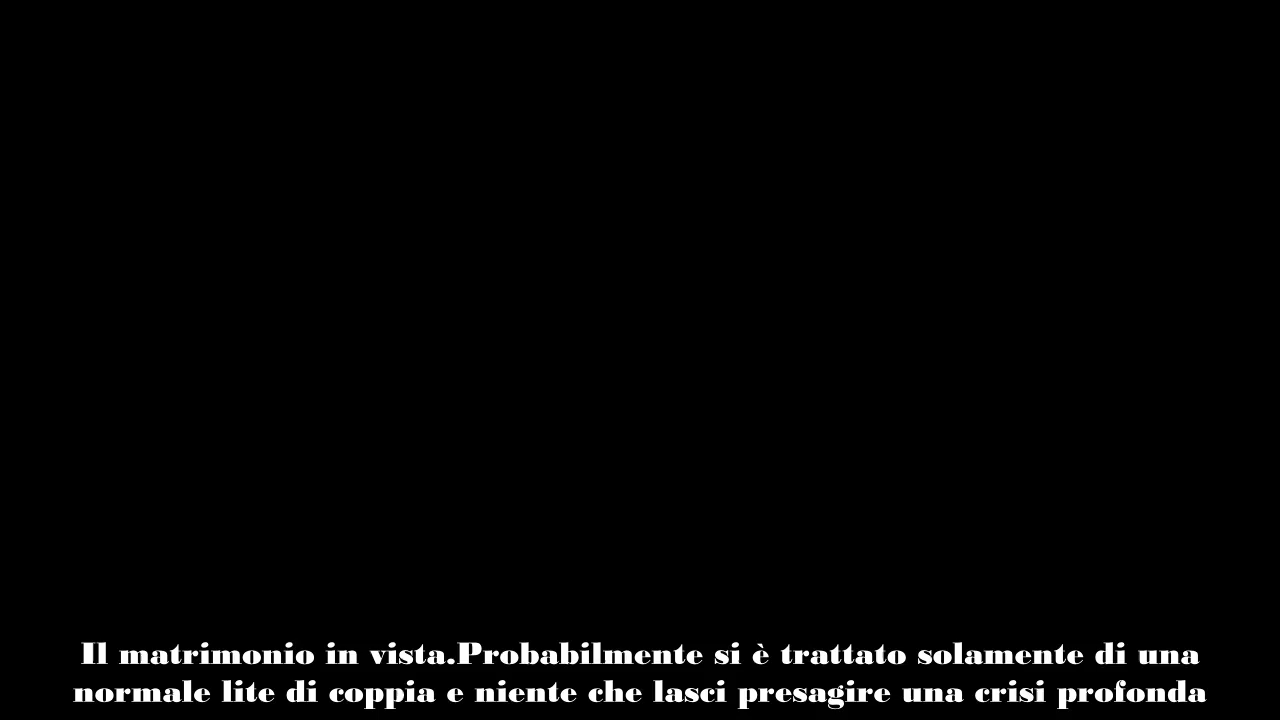 Il matrimonio in vista.Probabilmente si è trattato solamente di una
normale lite di coppia e niente che lasci presagire una crisi profonda